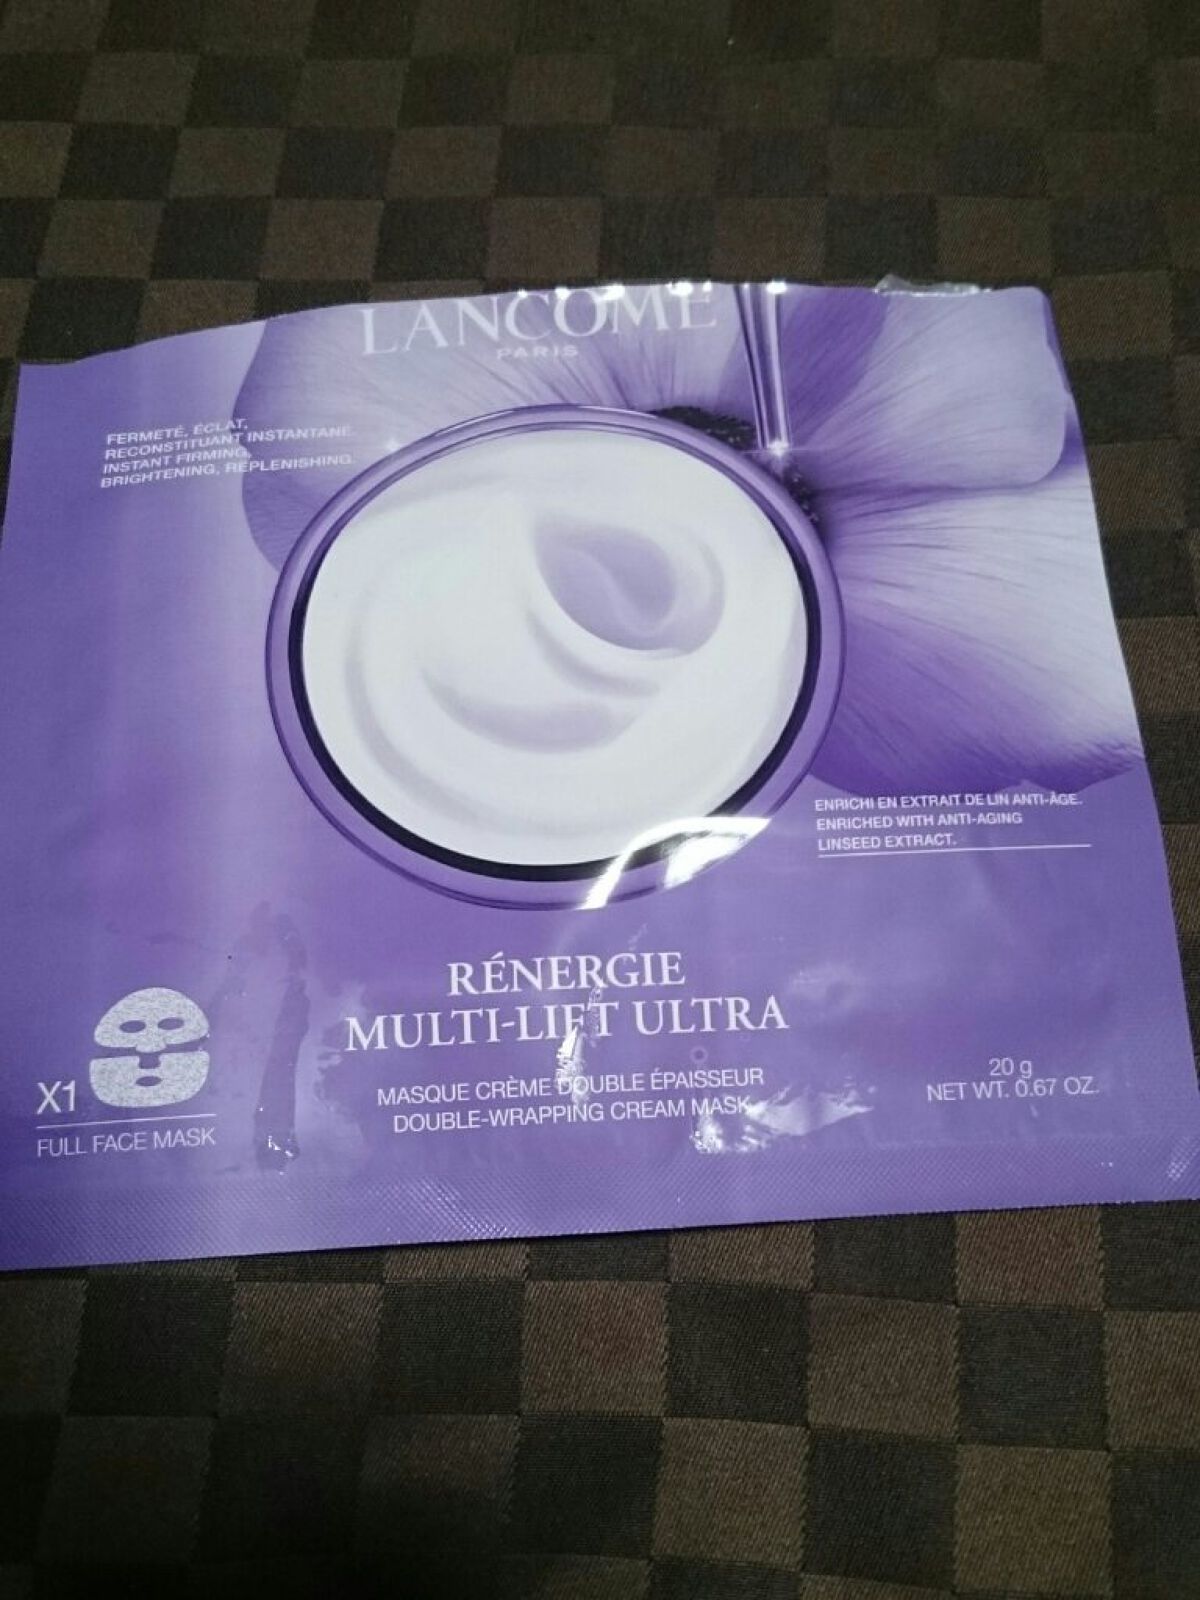 LANCÔME
PARIS
FERMETÉ, ÉCLAT,
RECONSTITUANT INSTANTANÉ.
INSTANT FIRMING,
BRIGHTENING, REPLENISHING.
ENRICHI EN EXTRAIT DE LIN ANTI-ÂGE.
ENRICHED WITH ANTI-AGING
LINSEED EXTRACT.
RÉNERGIE
MULTI-LIFT ULTRA
MASQUE CRÈME DOUBLE ÉPAISSEUR
DOUBLE-WRAPPING CREAM MASK
X1
FULL FACE MASK
20 g
NET WT. 0.67 OZ.